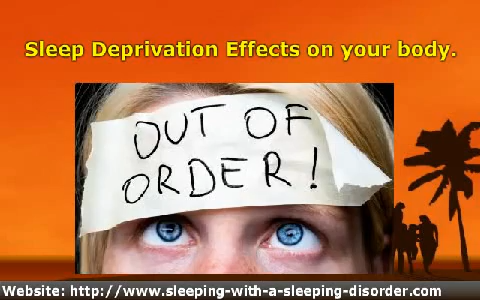 Sleep Deprivation Effects on your body.
OUT OF
ORDER!
Website: http://www.sleeping-with-a-sleeping-disorder.com